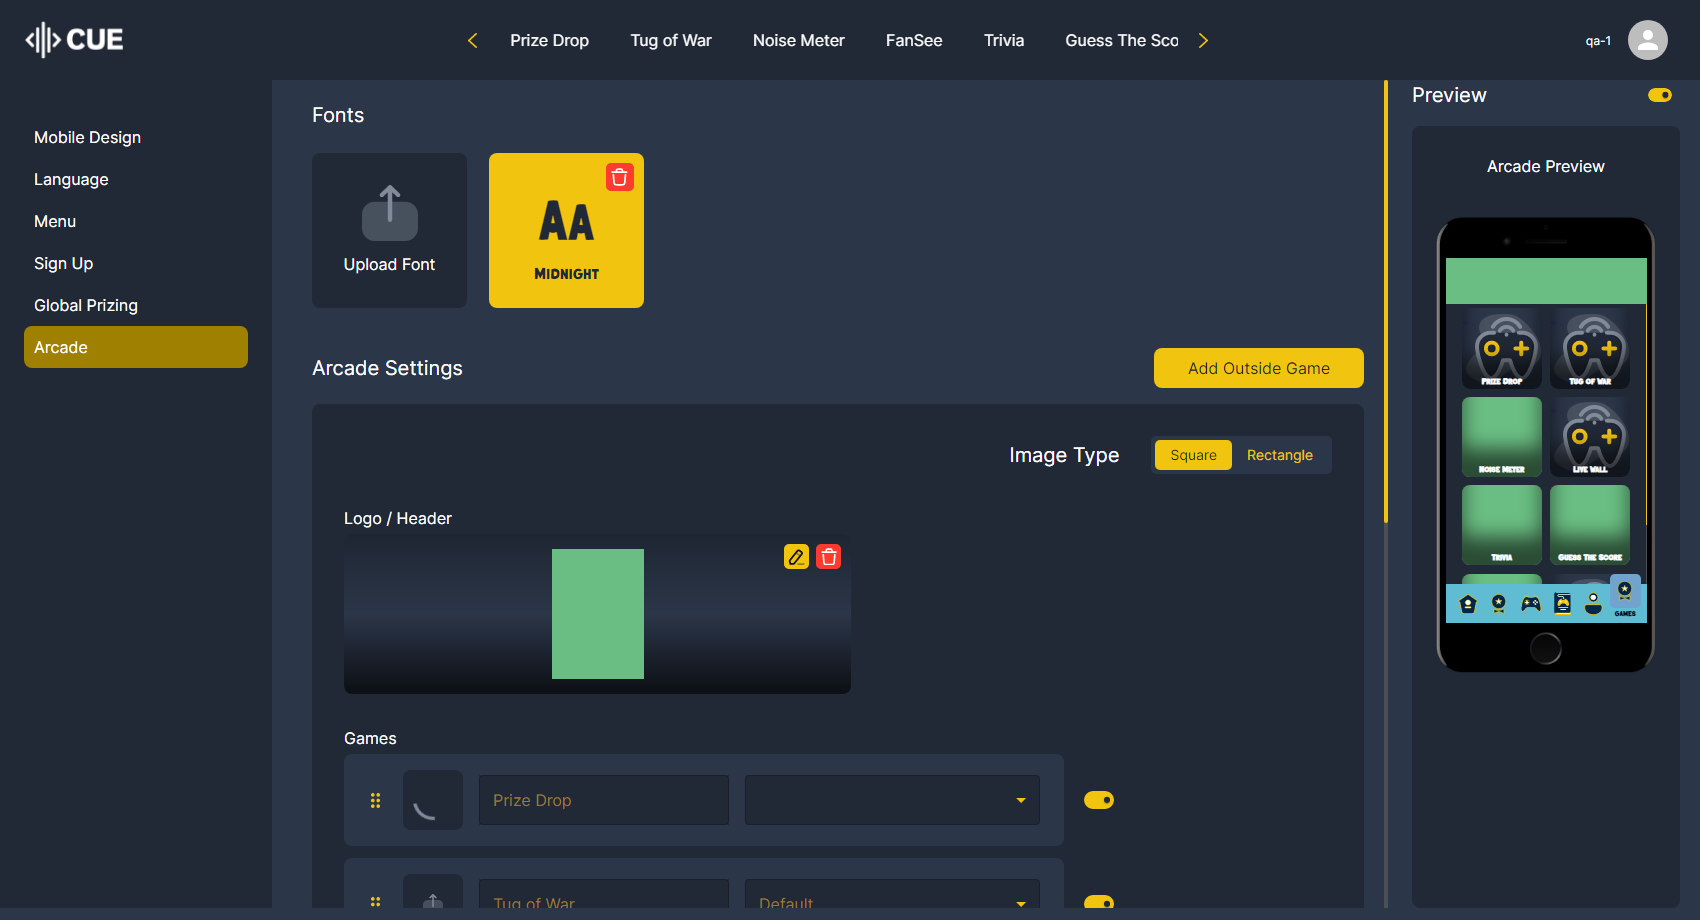 CUE
Prize Drop
Tug of War
Noise Meter
FanSee
Trivia
Guess The Sco
qa-1
Mobile Design
Language
Menu
Sign Up
Global Prizing
Arcade
Fonts
Upload Font
AA
MIDNIGHT
Arcade Settings
Add Outside Game
Image Type
Square
Rectangle
Logo / Header
Games
Prize Drop
Tug of War
Default
Preview
Arcade Preview
PRIZE DROP
TUG OF WAR
NOISE METER
LIVE WALL
TRIVIA
GUESS THE SCORE
GAMES